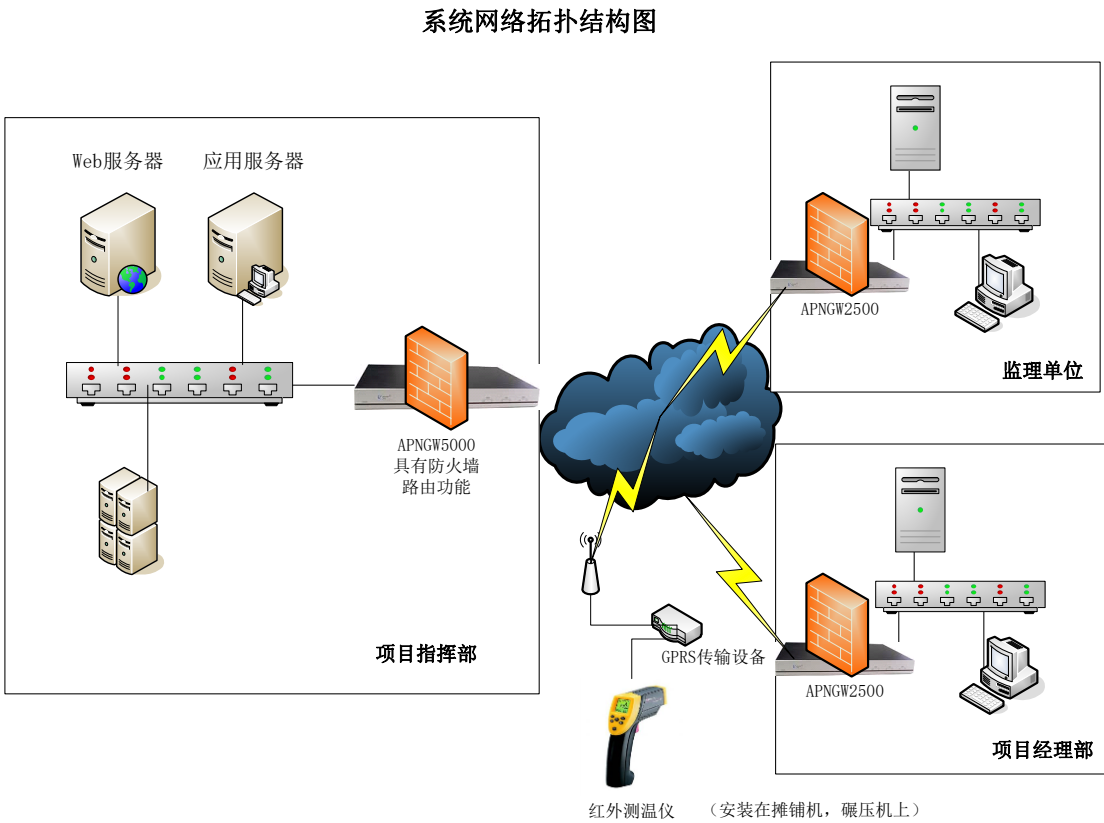 系统网络拓扑结构图
Web服务器
应用服务器
APNGW5000
具有防火墙
路由功能
项目指挥部
APNGW2500
监理单位
GPRS传输设备
APNGW2500
项目经理部
红外测温仪
（安装在摊铺机，碾压机上）